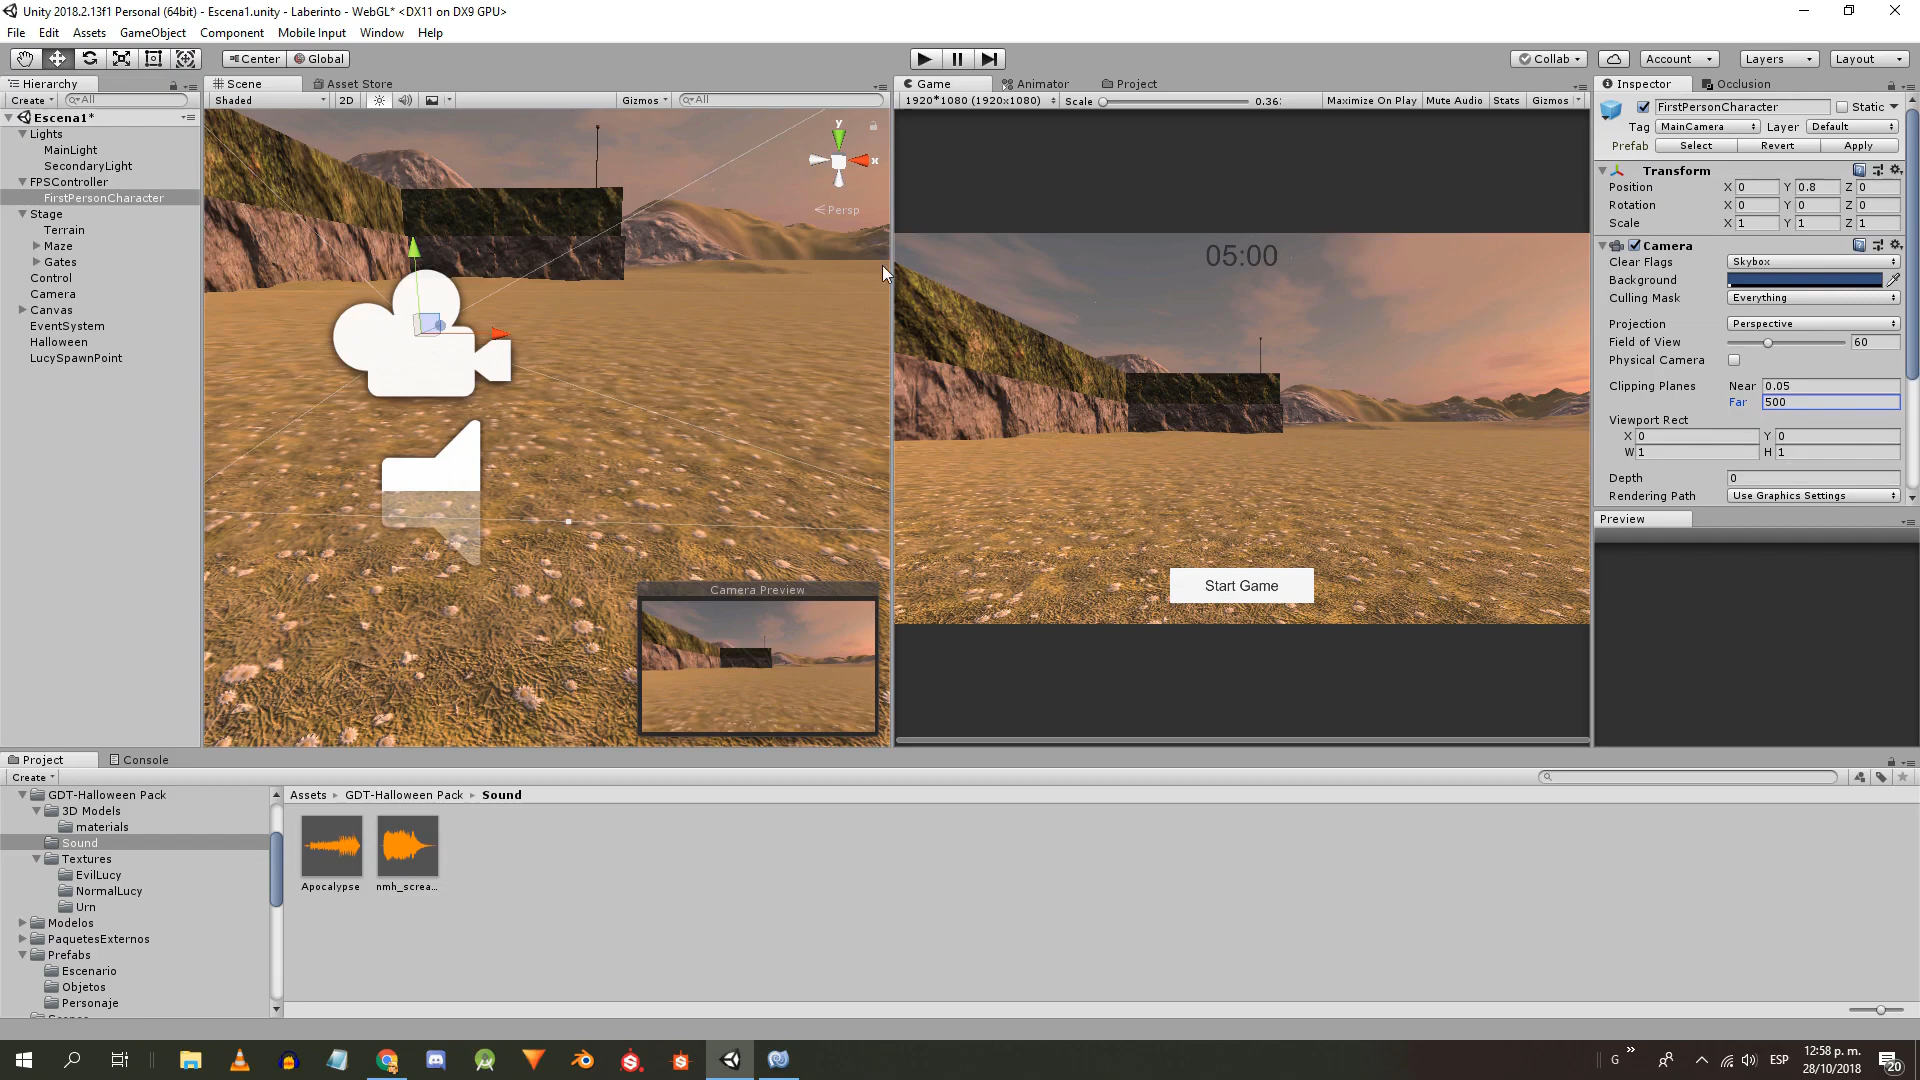 Unity 2018.2.13f1 Personal (64bit) - Escena1.unity - Laberinto - WebGL* <DX11 on DX9 GPU>
File Edit Assets GameObject Component Mobile Input Window Help
Center Global
Collab Account Layers Layout
Hierarchy
Create All
Escena1*
Lights
MainLight
SecondaryLight
FPSController
FirstPersonCharacter
Stage
Terrain
Maze
Gates
Control
Camera
Canvas
EventSystem
Halloween
LucySpawnPoint
Scene Asset Store
Shaded 2D Gizmos All
y
x
Persp
Camera Preview
Game Animator Project
1920*1080 (1920x1080) Scale 0.36 Maximize On Play Mute Audio Stats Gizmos
05:00
Start Game
Inspector Occlusion
FirstPersonCharacter Static
Tag MainCamera Layer Default
Prefab Select Revert Apply
Transform
Position X 0 Y 0.8 Z 0
Rotation X 0 Y 0 Z 0
Scale X 1 Y 1 Z 1
Camera
Clear Flags Skybox
Background
Culling Mask Everything
Projection Perspective
Field of View 60
Physical Camera
Clipping Planes Near 0.05
Far 500
Viewport Rect
X 0 Y 0
W 1 H 1
Depth 0
Rendering Path Use Graphics Settings
Preview
Project Console
Create
GDT-Halloween Pack
3D Models
materials
Sound
Textures
EvilLucy
NormalLucy
Urn
Modelos
PaquetesExternos
Prefabs
Escenario
Objetos
Personaje
Assets GDT-Halloween Pack Sound
Apocalypse nmh_screa...
G ESP 12:58 p. m.
28/10/2018
20